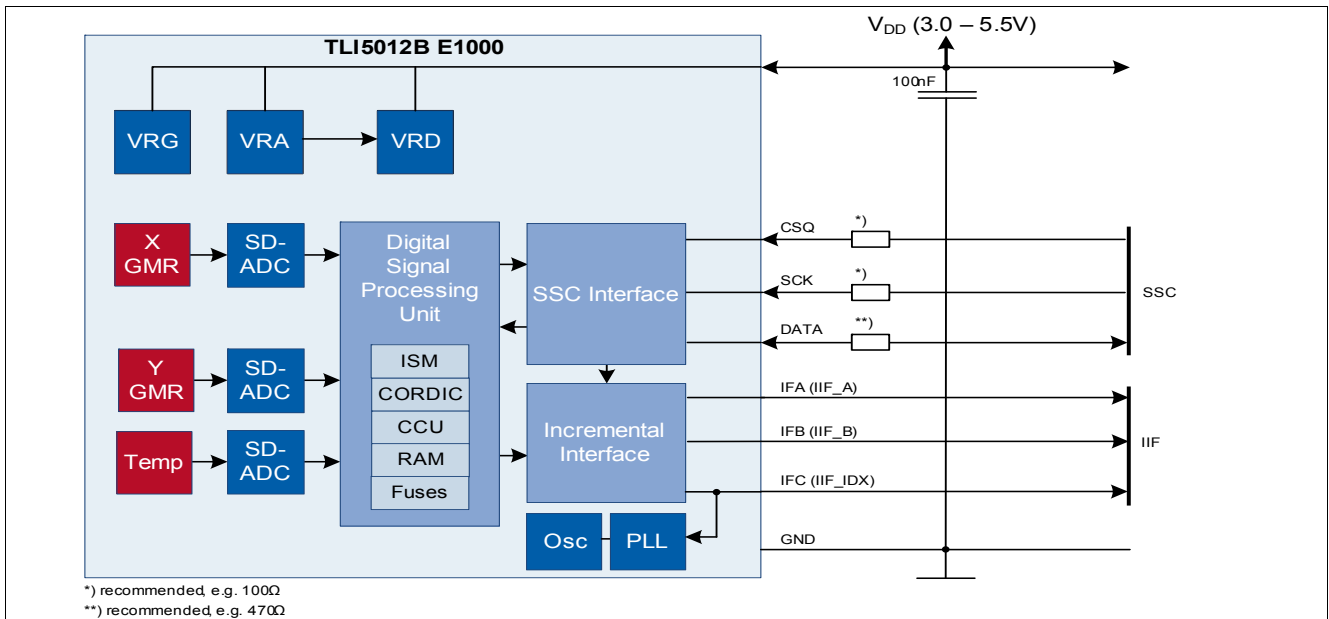 V_DD (3.0 – 5.5V)
TLI5012B E1000
100nF
VRG
VRA
VRD
X
GMR
SD-
ADC
Digital
Signal
Processing
Unit
SSC Interface
CSQ
*)
SCK
*)
DATA
**)
SSC
Y
GMR
SD-
ADC
ISM
CORDIC
CCU
RAM
Fuses
Incremental
Interface
IFA (IIF_A)
IFB (IIF_B)
IFC (IIF_IDX)
IIF
Temp
SD-
ADC
Osc
PLL
GND
*) recommended, e.g. 100Ω
**) recommended, e.g. 470Ω